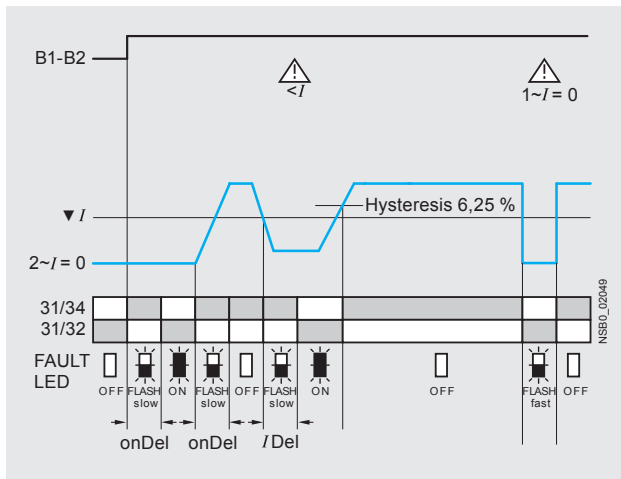 B1-B2
<I
1~I = 0
▼ I
Hysteresis 6,25 %
2~I = 0
NSB0_02049
31/34
31/32
FAULT
LED
OFF FLASH slow ON FLASH slow OFF FLASH slow ON OFF FLASH fast OFF
onDel onDel I Del